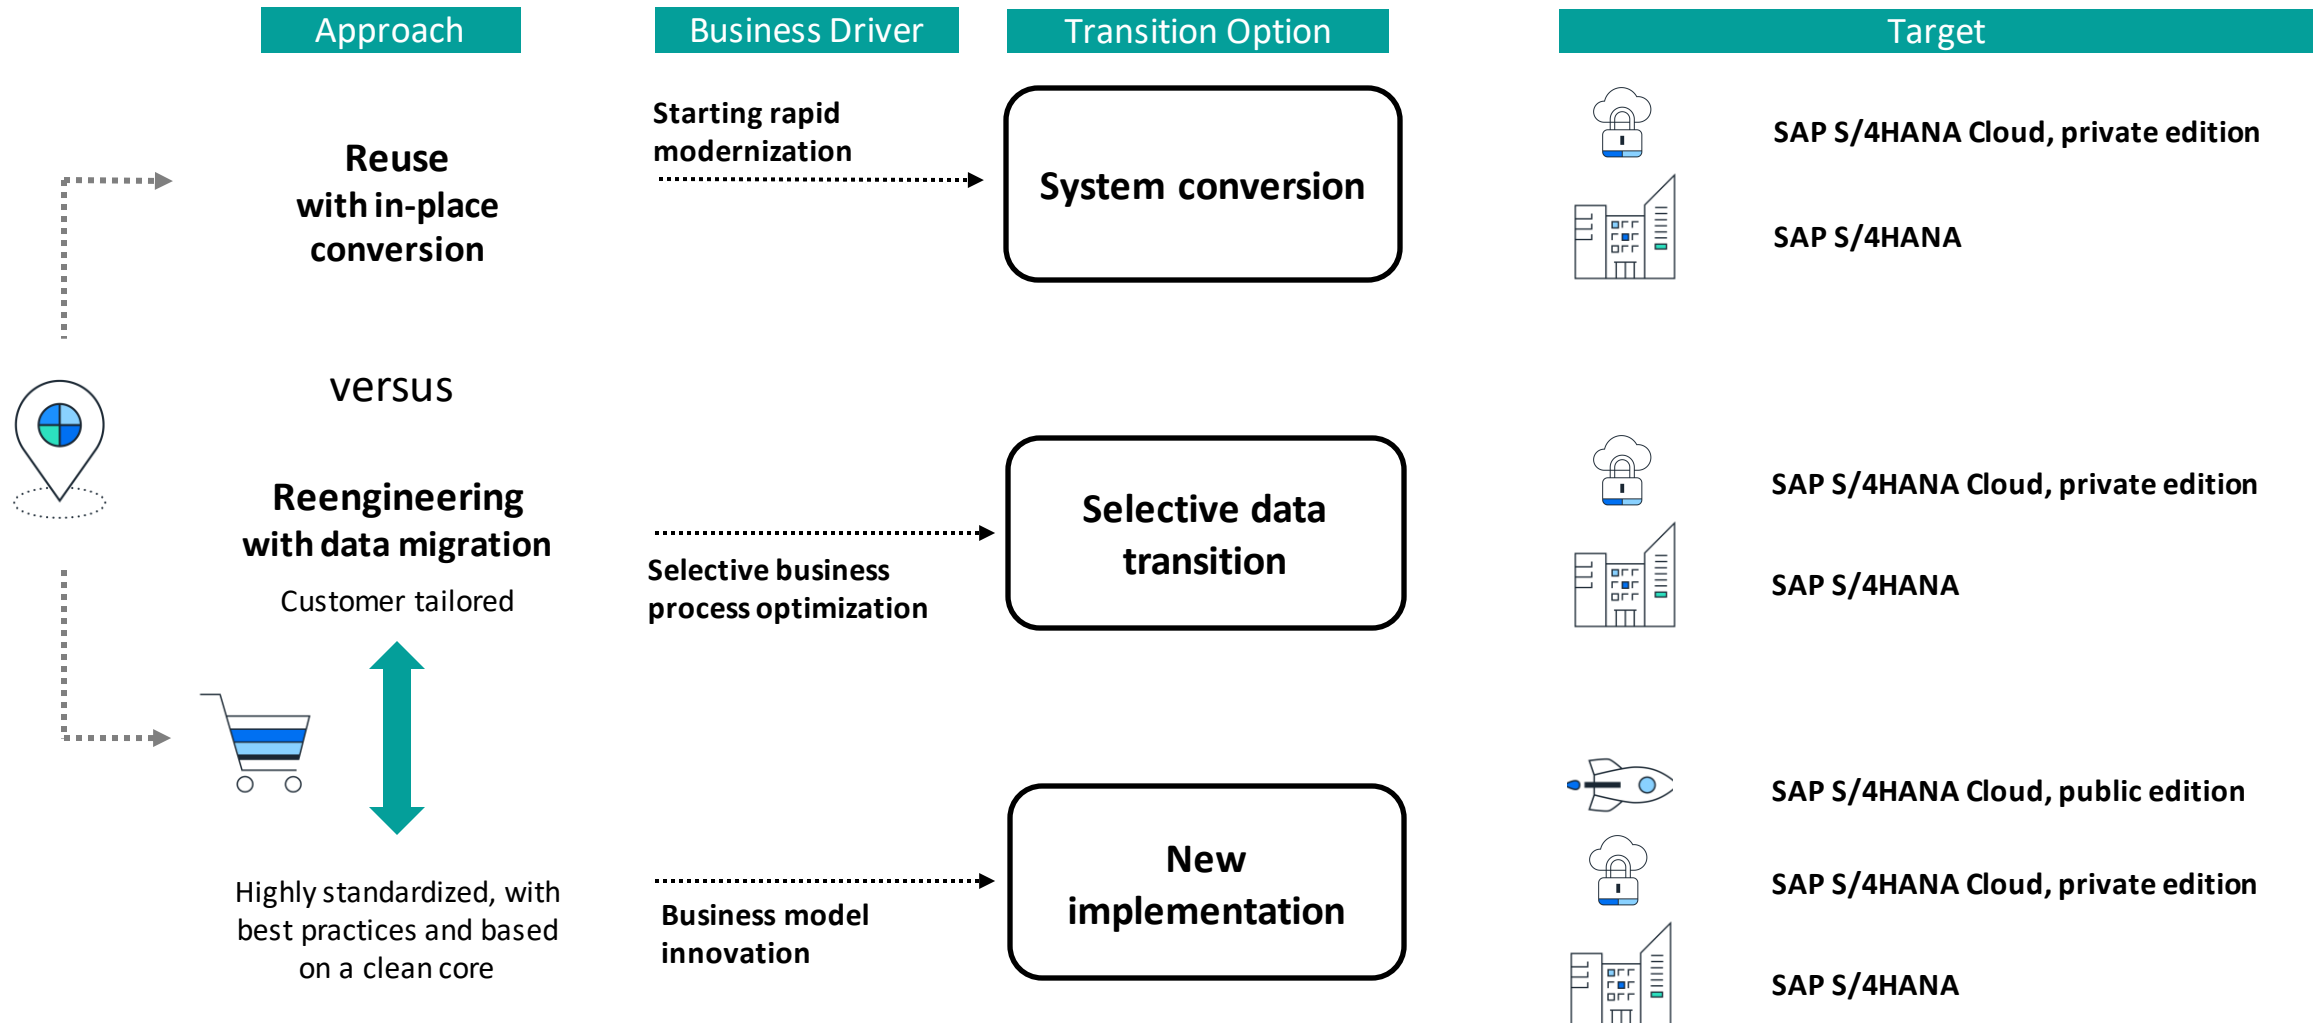 Approach
Business Driver
Transition Option
Target
Reuse
with in-place
conversion
Starting rapid
modernization
System conversion
SAP S/4HANA Cloud, private edition
SAP S/4HANA
versus
Reengineering
with data migration
Customer tailored
Selective business
process optimization
Selective data
transition
SAP S/4HANA Cloud, private edition
SAP S/4HANA
Highly standardized, with
best practices and based
on a clean core
Business model
innovation
New
implementation
SAP S/4HANA Cloud, public edition
SAP S/4HANA Cloud, private edition
SAP S/4HANA